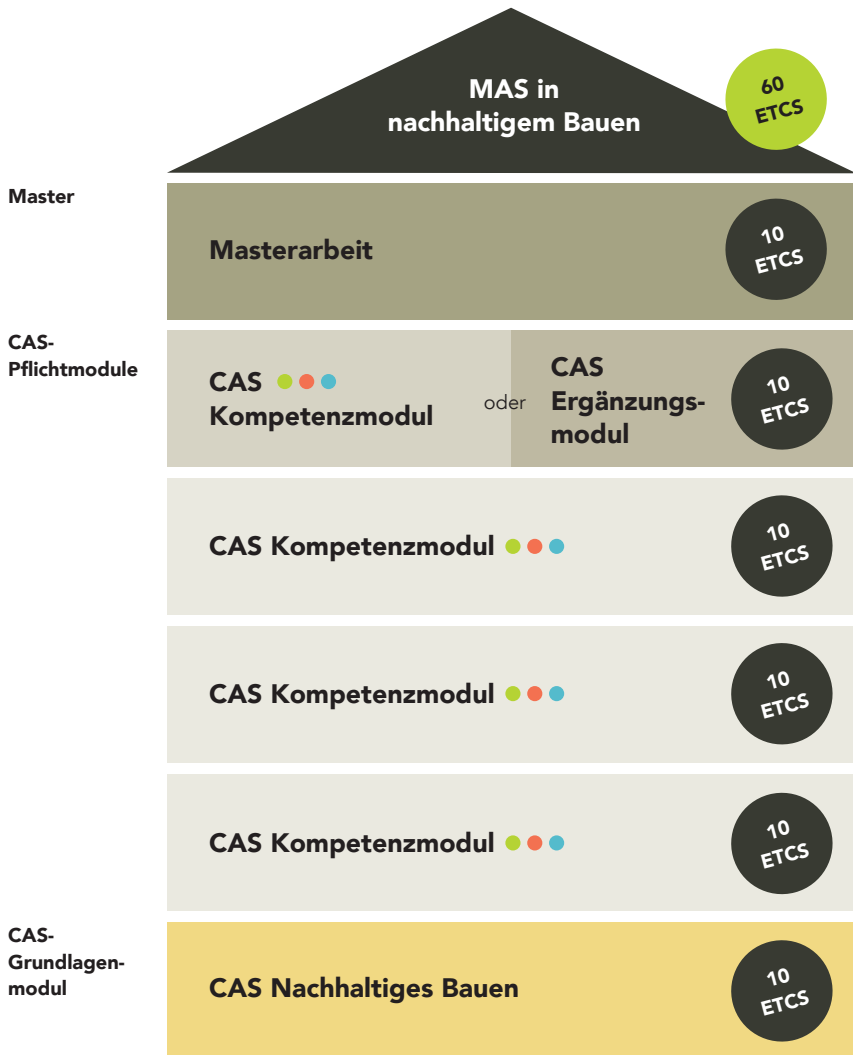 MAS in
nachhaltigem Bauen
60
ETCS
Master
Masterarbeit
10
ETCS
CAS-
Pflichtmodule
CAS
Kompetenzmodul
oder
CAS
Ergänzungs-
modul
10
ETCS
CAS Kompetenzmodul
10
ETCS
CAS Kompetenzmodul
10
ETCS
CAS Kompetenzmodul
10
ETCS
CAS-
Grundlagen-
modul
CAS Nachhaltiges Bauen
10
ETCS